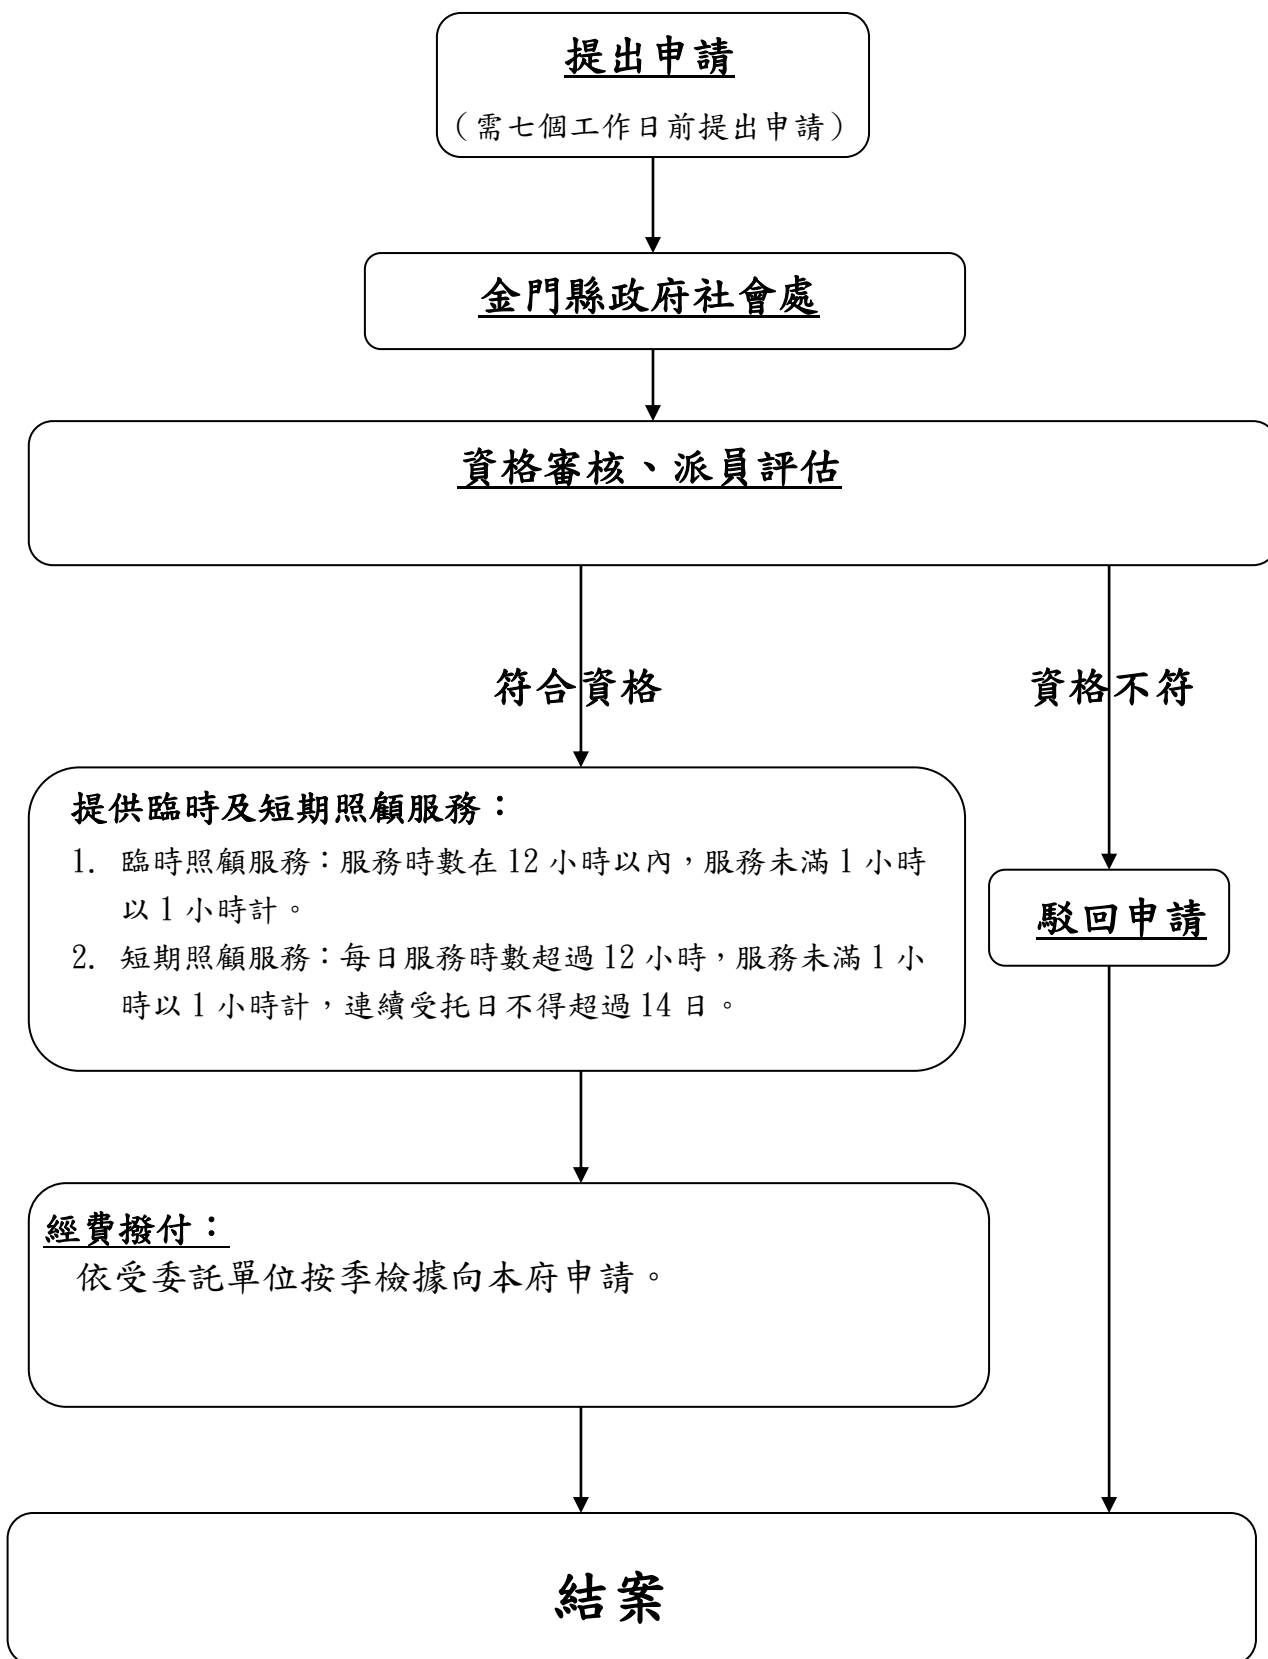 提出申請
（需七個工作日前提出申請）
金門縣政府社會處
資格審核、派員評估
符合資格
資格不符
提供臨時及短期照顧服務：
1. 臨時照顧服務：服務時數在 12 小時以內，服務未滿 1 小時
以 1 小時計。
2. 短期照顧服務：每日服務時數超過 12 小時，服務未滿 1 小
時以 1 小時計，連續受托日不得超過 14 日。
駁回申請
經費撥付：
依受委託單位按季檢據向本府申請。
結案